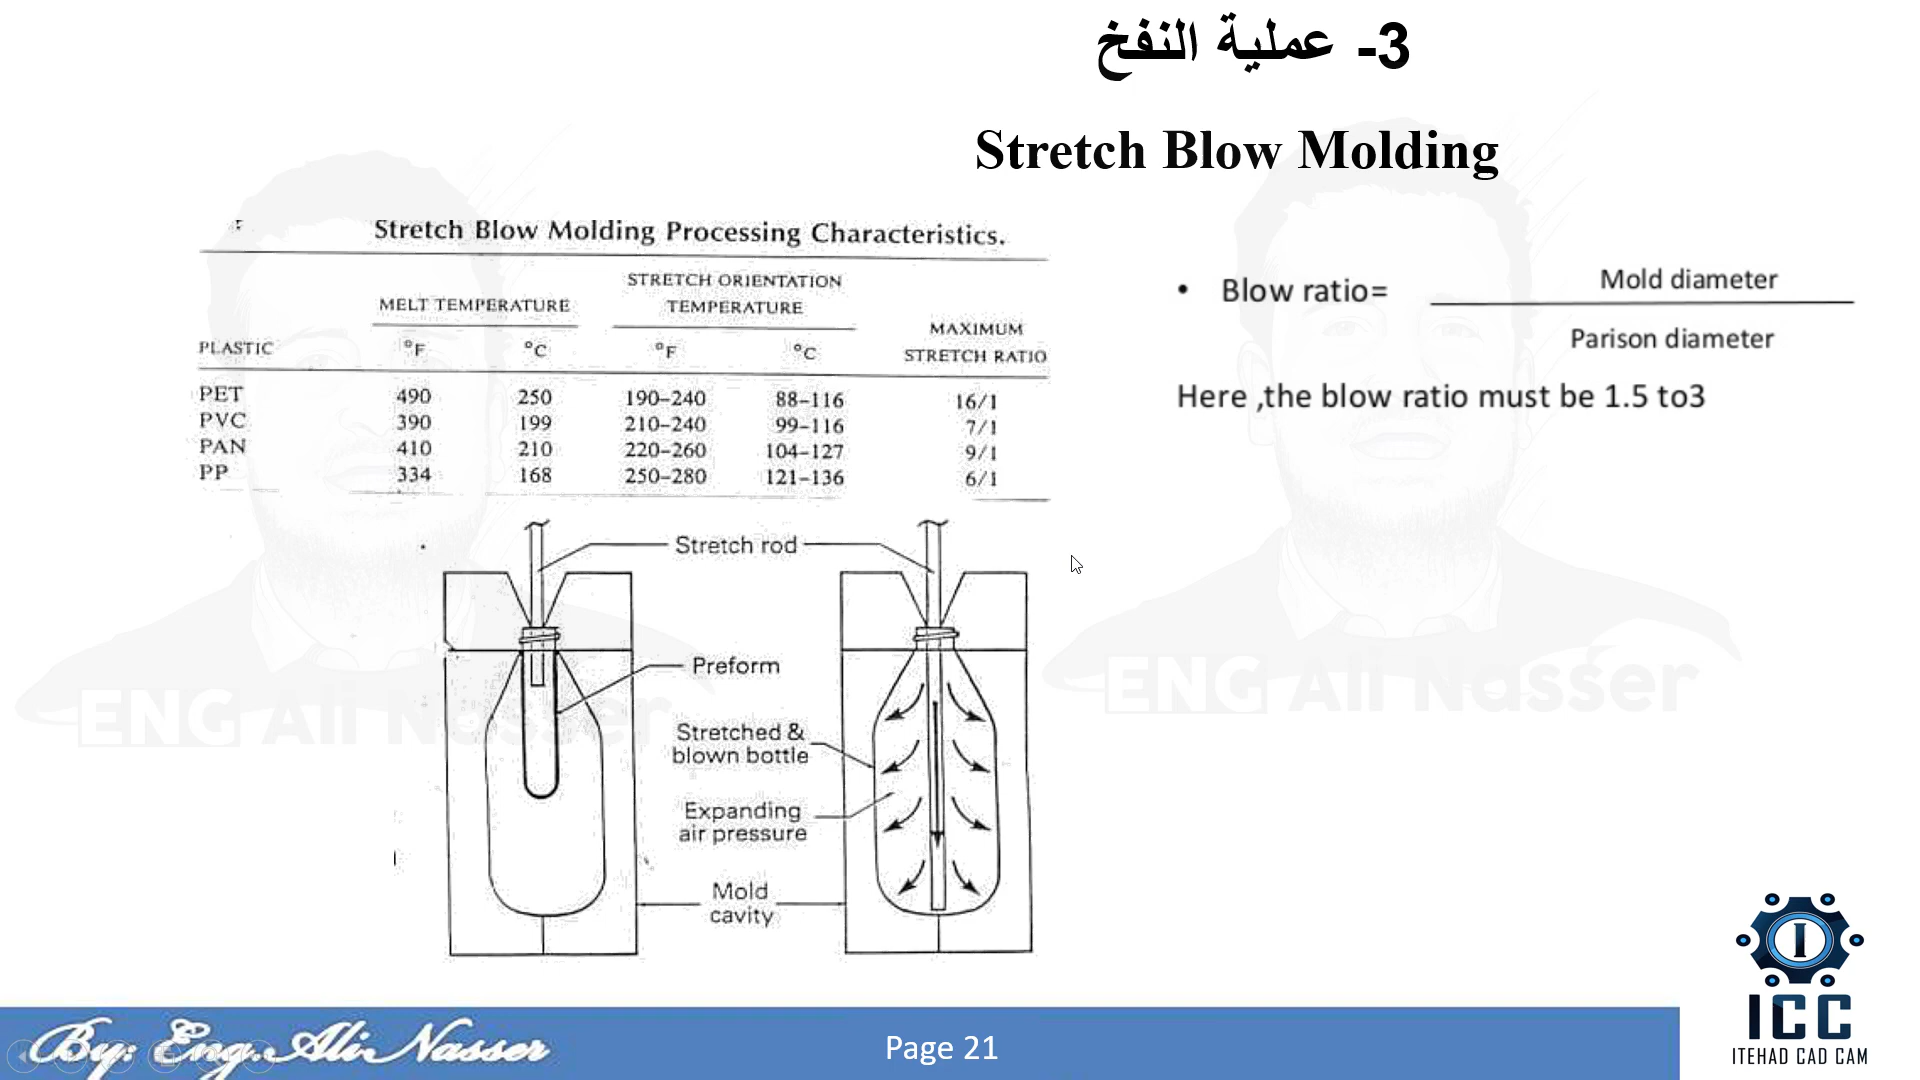 3- عملية النفخ
Stretch Blow Molding
Stretch Blow Molding Processing Characteristics.
STRETCH ORIENTATION
MELT TEMPERATURE TEMPERATURE MAXIMUM
PLASTIC °F °C °F °C STRETCH RATIO
PET 490 250 190–240 88–116 16/1
PVC 390 199 210–240 99–116 7/1
PAN 410 210 220–260 104–127 9/1
PP 334 168 250–280 121–136 6/1
• Blow ratio= Mold diameter
Parison diameter
Here ,the blow ratio must be 1.5 to3
Stretch rod
Preform
Stretched &
blown bottle
Expanding
air pressure
Mold
cavity
ENG Ali Nasser
ENG Ali Nasser
By: Eng. Ali Nasser
Page 21
I
ICC
ITEHAD CAD CAM